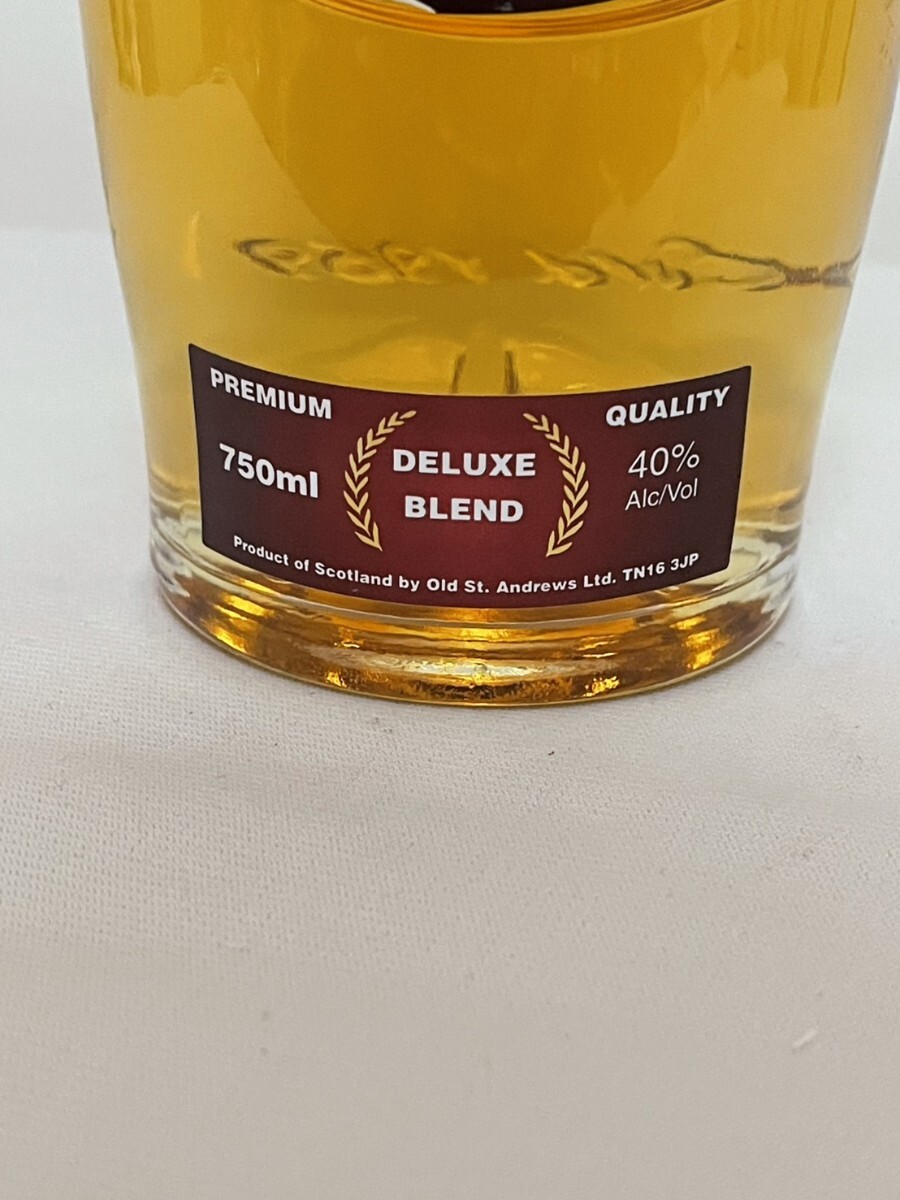 PREMIUM
QUALITY
750ml
DELUXE
BLEND
40%
Alc/Vol
Product of Scotland by Old St. Andrews Ltd. TN16 3JP